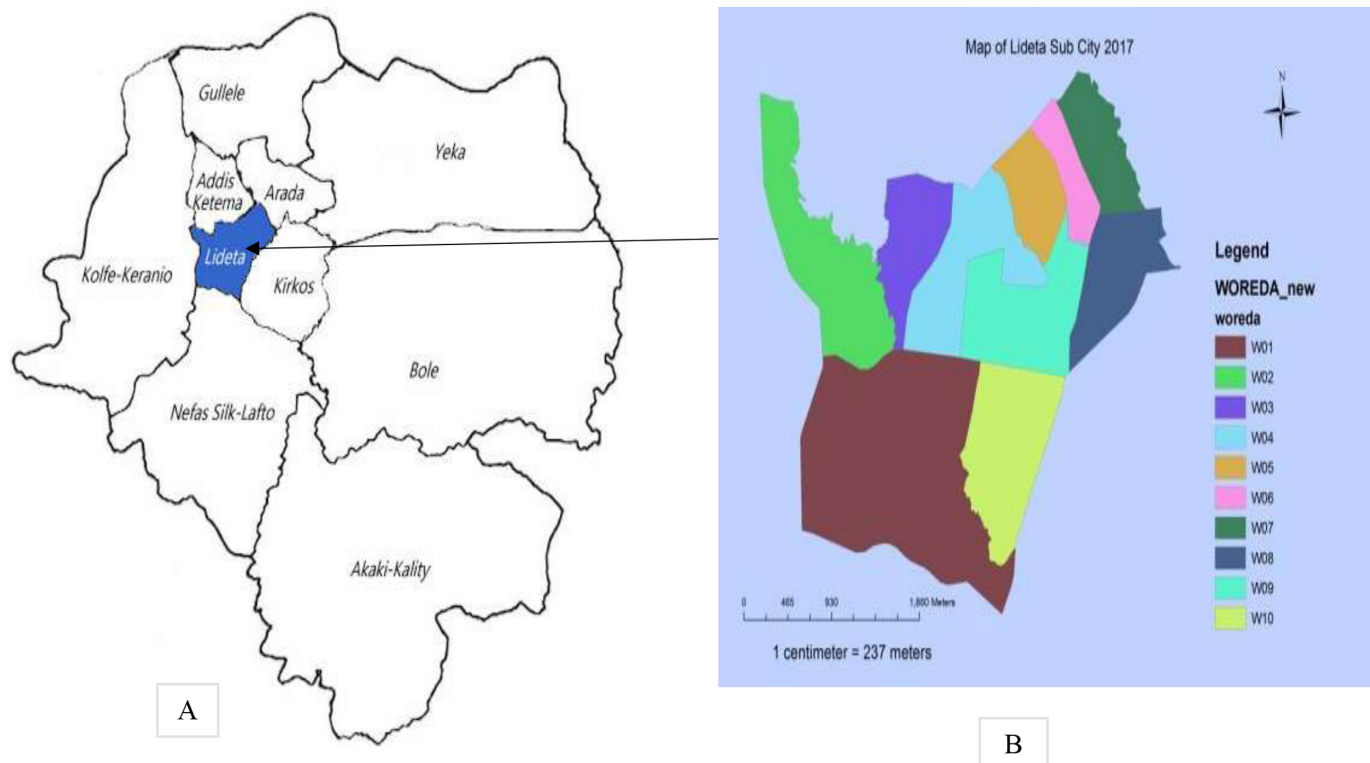 Gullele
Yeka
Addis
Ketema
Arada
Lideta
Kolfe-Keranio
Kirkos
Bole
Nefas Silk-Lafto
Akaki-Kality
A
Map of Lideta Sub City 2017
N
Legend
WOREDA_new
woreda
W01
W02
W03
W04
W05
W06
W07
W08
W09
W10
0 465 930 1,860 Meters
1 centimeter = 237 meters
B